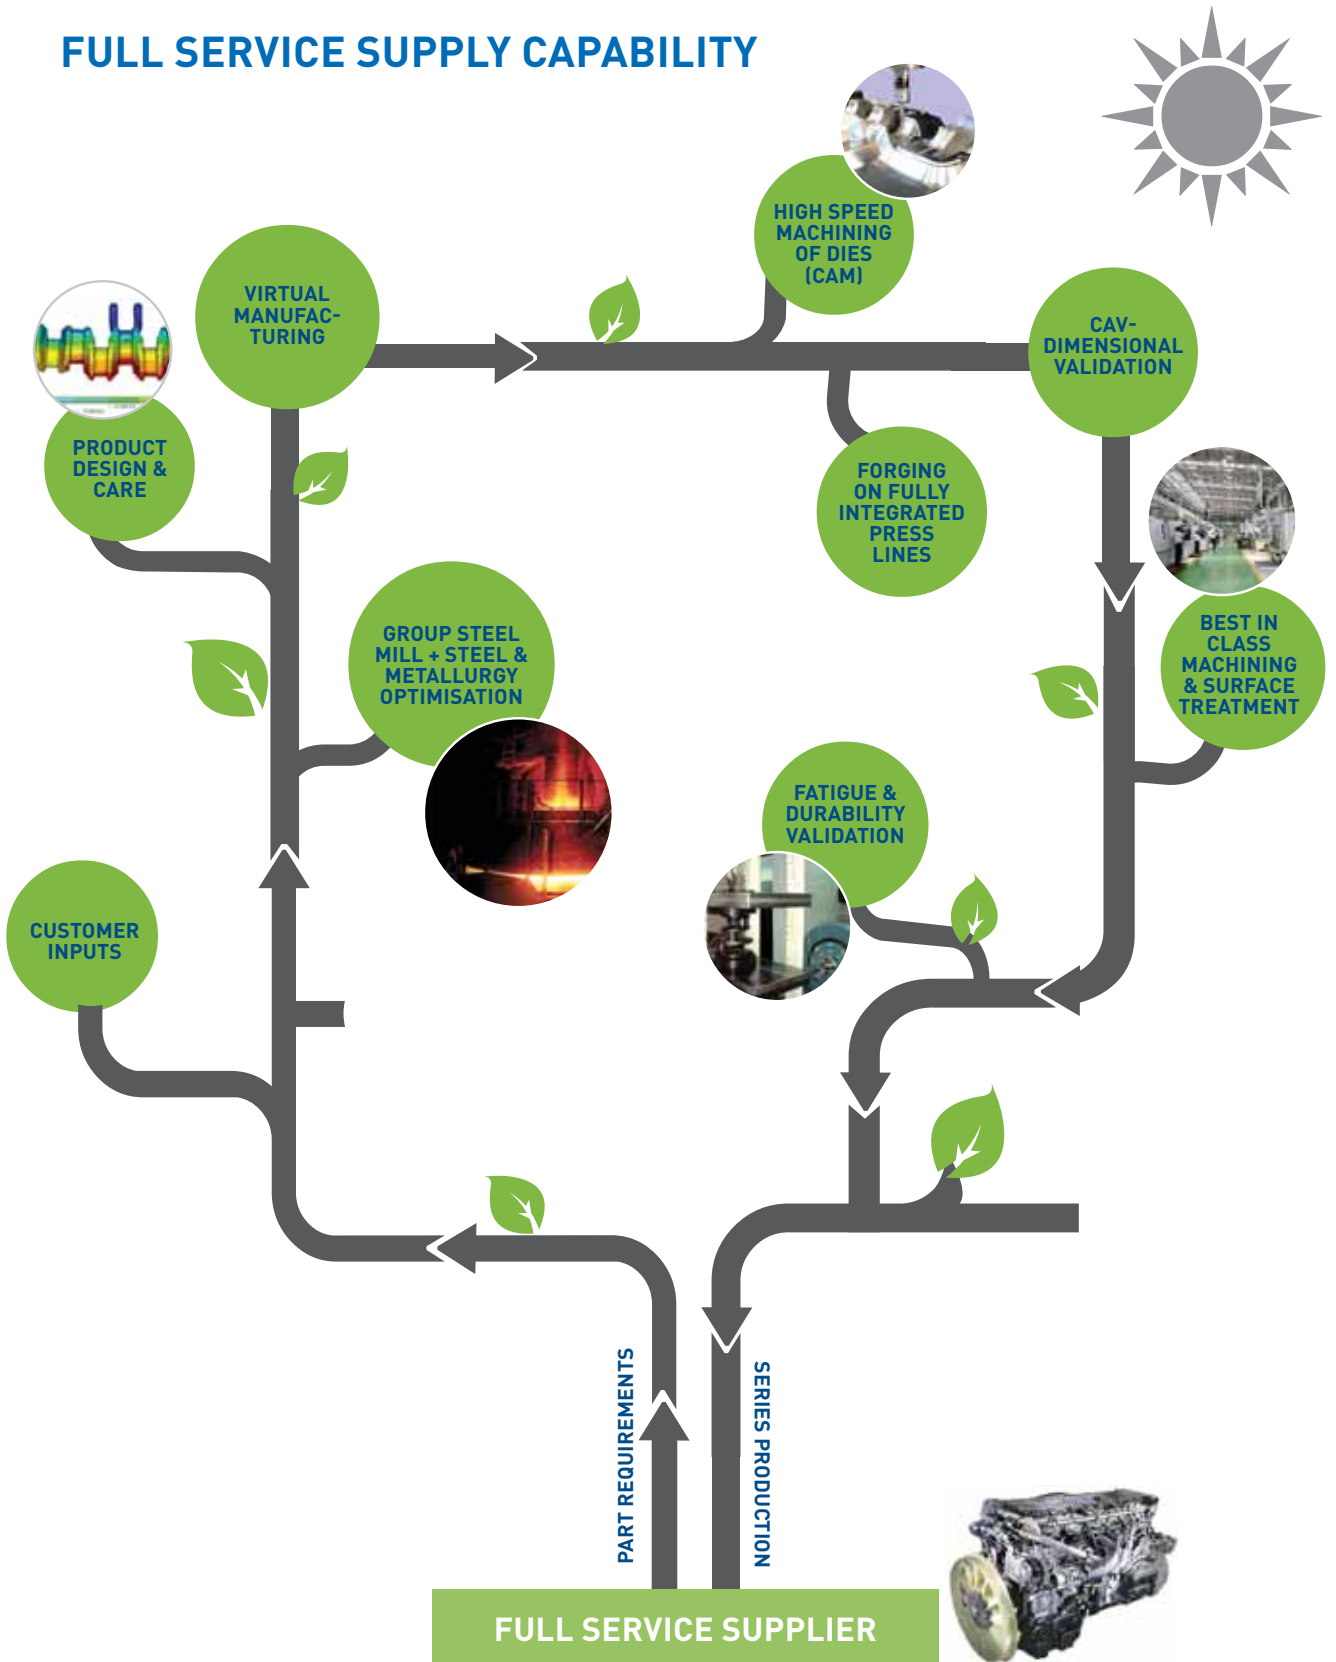 FULL SERVICE SUPPLY CAPABILITY
HIGH SPEED
MACHINING
OF DIES
(CAM)
VIRTUAL
MANUFAC-
TURING
CAV-
DIMENSIONAL
VALIDATION
PRODUCT
DESIGN &
CARE
FORGING
ON FULLY
INTEGRATED
PRESS
LINES
GROUP STEEL
MILL + STEEL &
METALLURGY
OPTIMISATION
BEST IN
CLASS
MACHINING
& SURFACE
TREATMENT
FATIGUE &
DURABILITY
VALIDATION
CUSTOMER
INPUTS
PART REQUIREMENTS
SERIES PRODUCTION
FULL SERVICE SUPPLIER